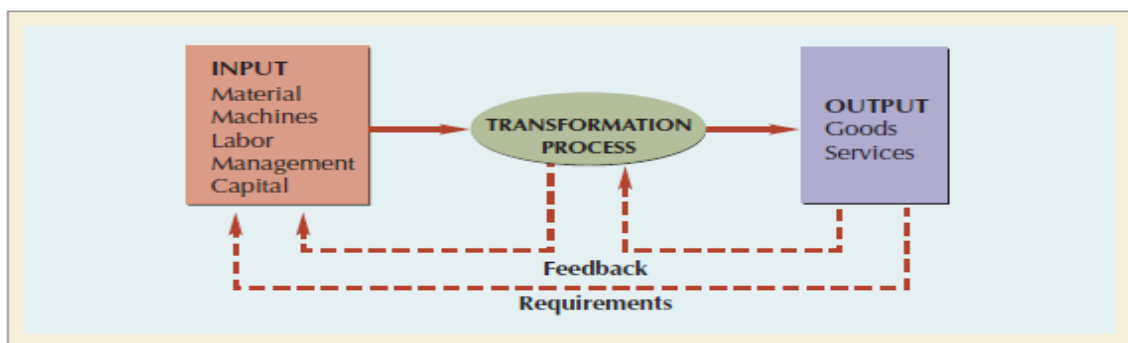 INPUT
Material
Machines
Labor
Management
Capital
TRANSFORMATION
PROCESS
OUTPUT
Goods
Services
Feedback
Requirements